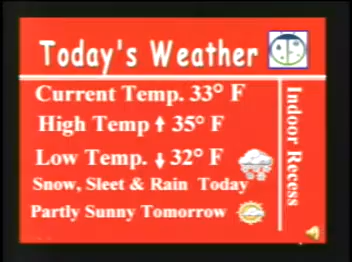 Today's Weather
Current Temp. 33° F
High Temp ↑ 35° F
Low Temp. ↓ 32° F
Snow, Sleet & Rain Today
Partly Sunny Tomorrow
Indoor Recess